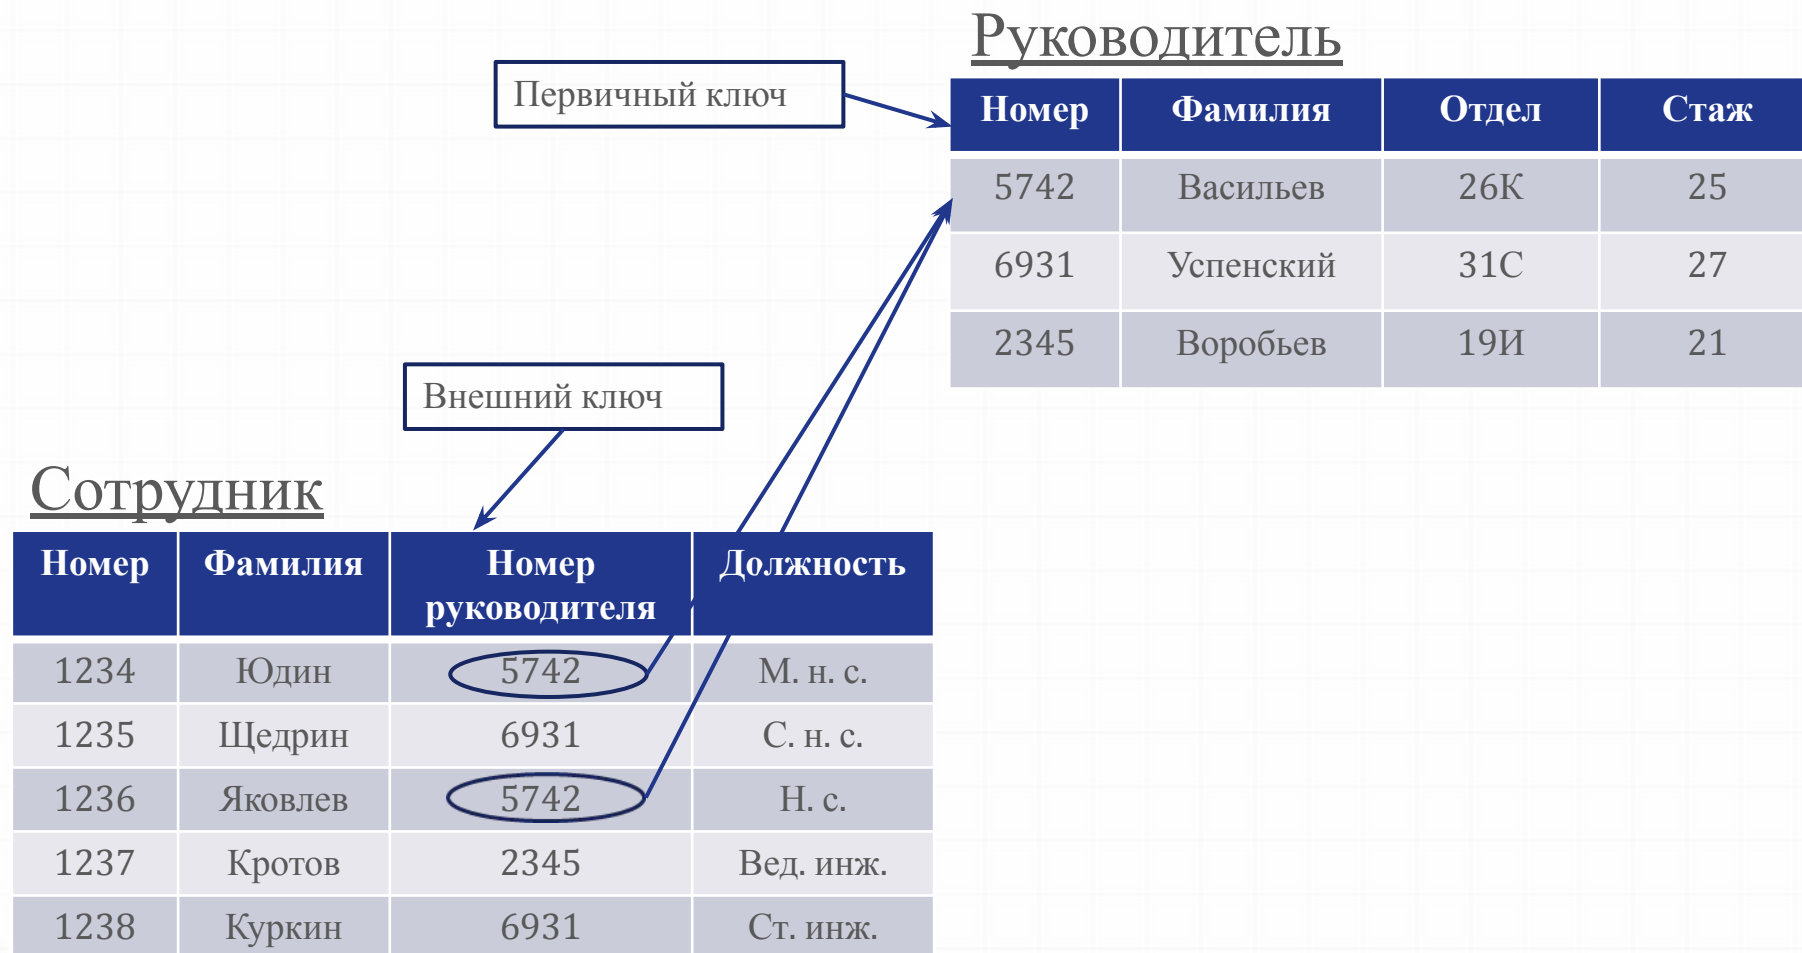 Руководитель
Первичный ключ
Номер Фамилия Отдел Стаж
5742 Васильев 26К 25
6931 Успенский 31С 27
2345 Воробьев 19И 21
Внешний ключ
Сотрудник
Номер Фамилия Номер Должность
руководителя
1234 Юдин 5742 М. н. с.
1235 Щедрин 6931 С. н. с.
1236 Яковлев 5742 Н. с.
1237 Кротов 2345 Вед. инж.
1238 Куркин 6931 Ст. инж.